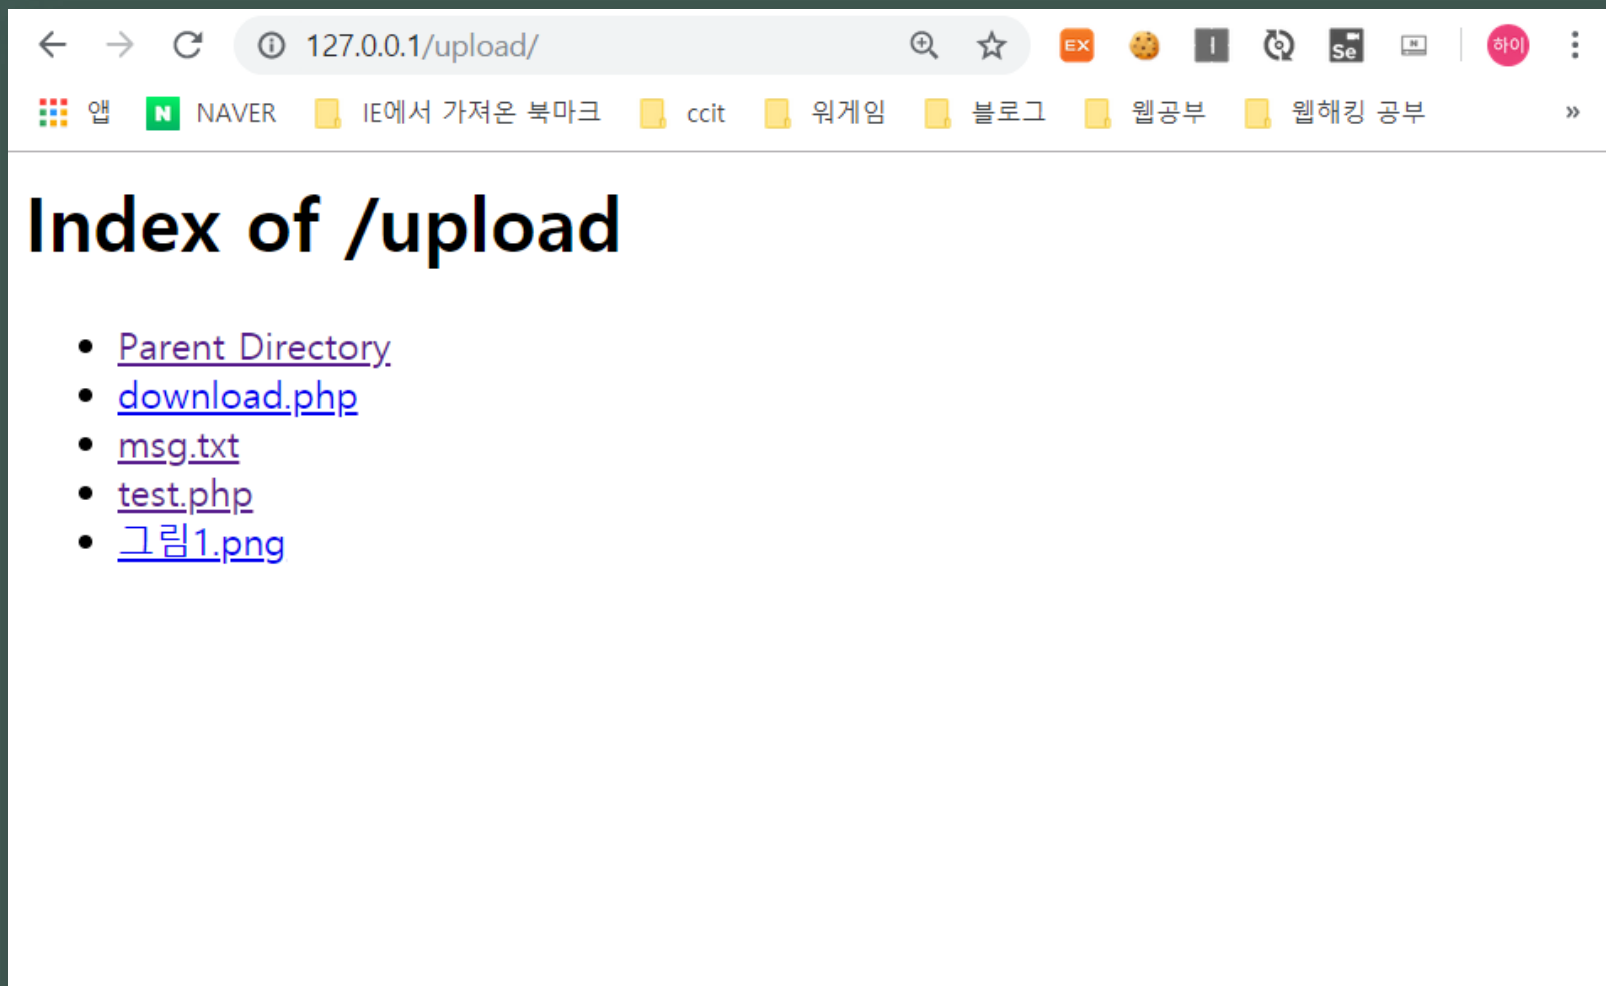 127.0.0.1/upload/
EX
Se
N
하이
앱
N NAVER
IE에서 가져온 북마크
ccit
워게임
블로그
웹공부
웹해킹 공부
»
Index of /upload
Parent Directory
download.php
msg.txt
test.php
그림1.png